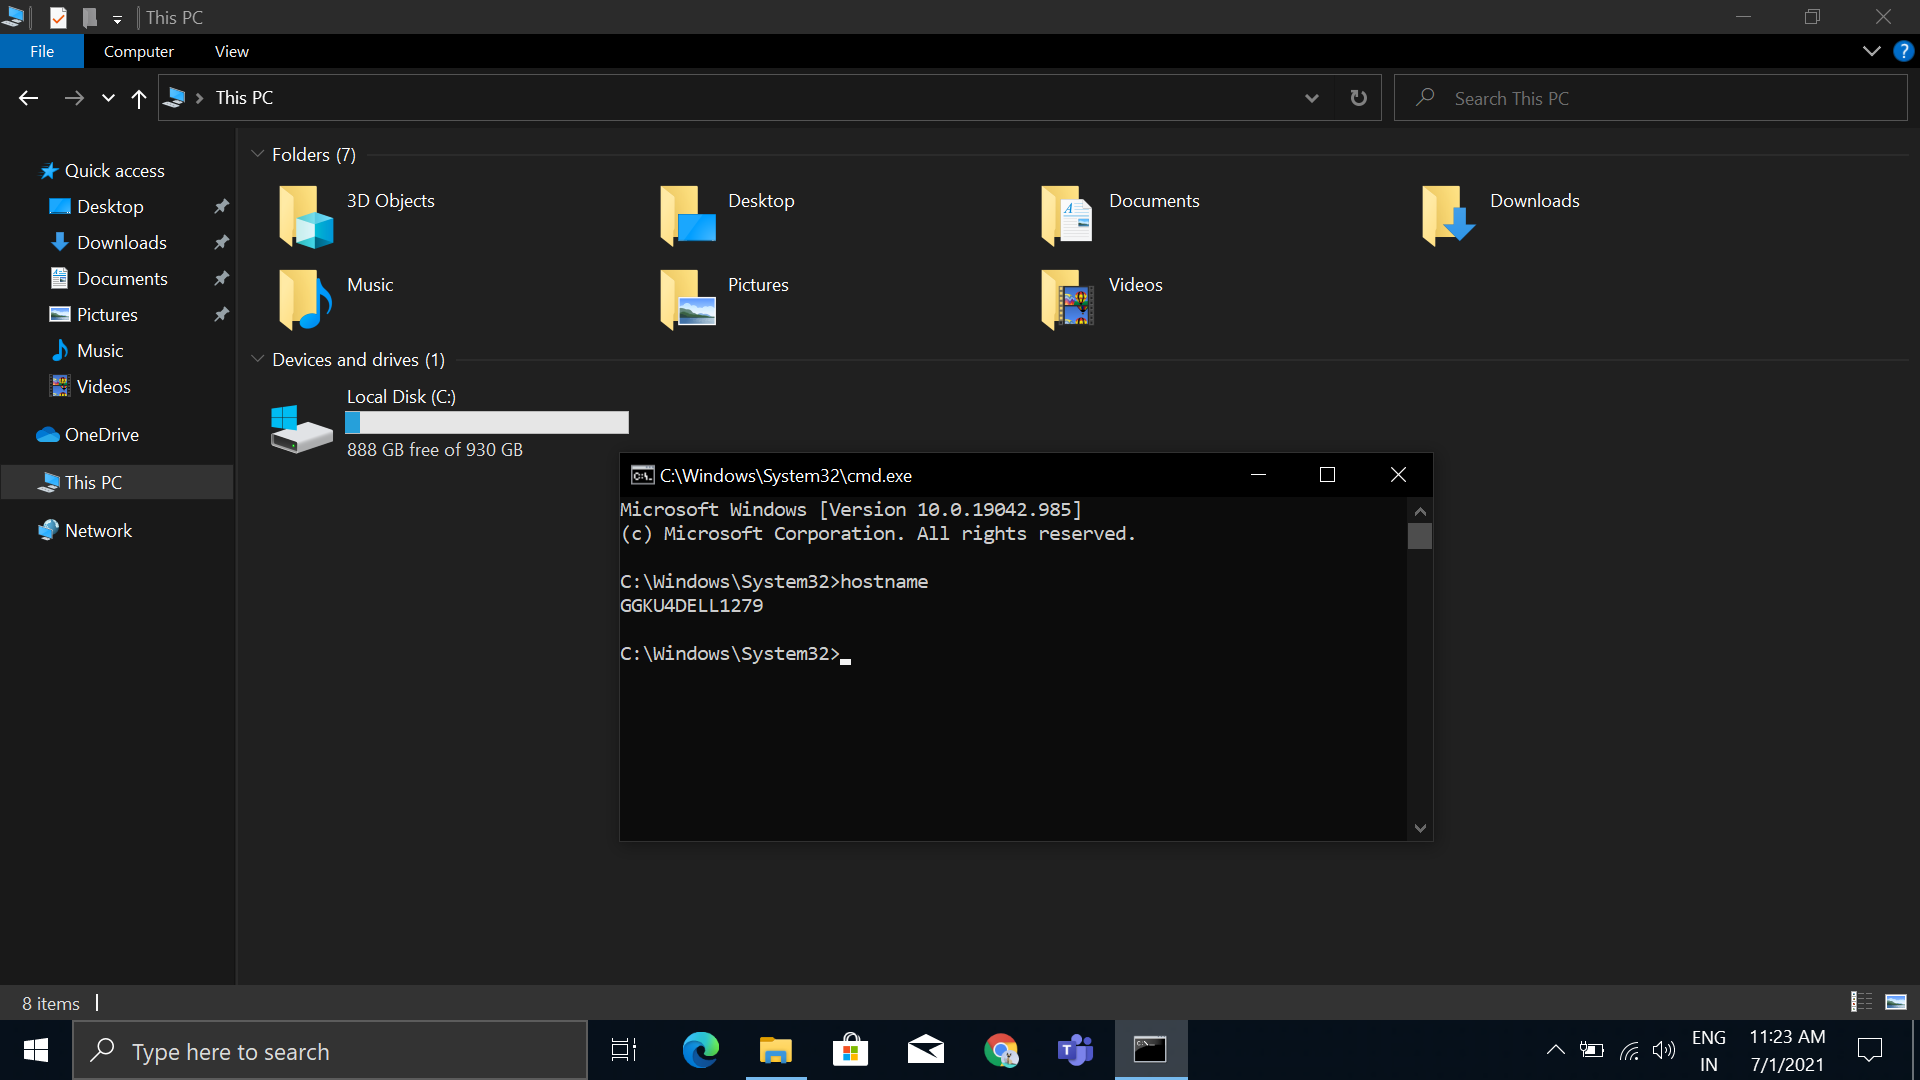 This PC
File
Computer
View
This PC
Search This PC
Quick access
Desktop
Downloads
Documents
Pictures
Music
Videos
OneDrive
This PC
Network
Folders (7)
3D Objects
Desktop
Documents
Downloads
Music
Pictures
Videos
Devices and drives (1)
Local Disk (C:)
888 GB free of 930 GB
C:\Windows\System32\cmd.exe
Microsoft Windows [Version 10.0.19042.985]
(c) Microsoft Corporation. All rights reserved.
C:\Windows\System32>hostname
GGKU4DELL1279
C:\Windows\System32>
8 items
Type here to search
ENG
IN
11:23 AM
7/1/2021